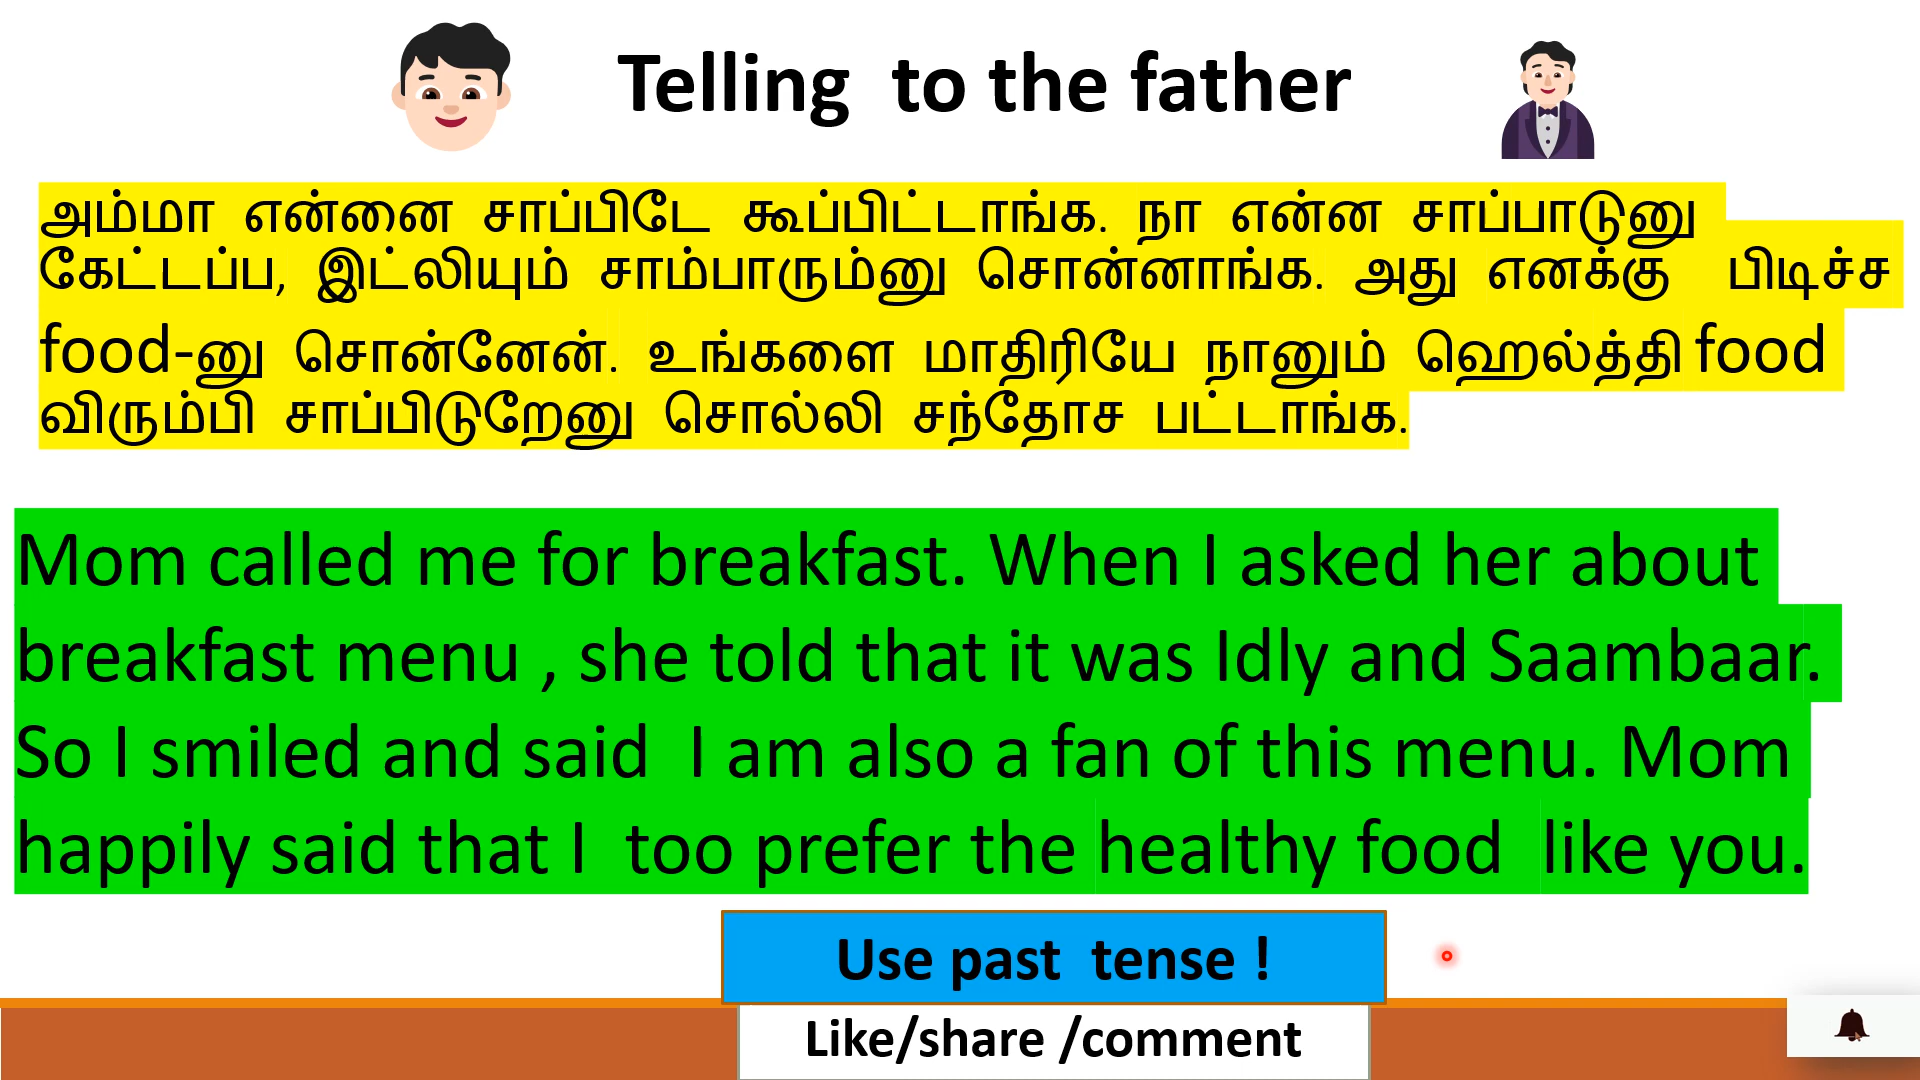 Telling to the father
அம்மா என்னை சாப்பிடே கூப்பிட்டாங்க. நா என்ன சாப்பாடுனு
கேட்டப்ப, இட்லியும் சாம்பாரும்னு சொன்னாங்க. அது எனக்கு பிடிச்ச
food-னு சொன்னேன். உங்களை மாதிரியே நானும் ஹெல்த்தி food
விரும்பி சாப்பிடுறேனு சொல்லி சந்தோச பட்டாங்க.
Mom called me for breakfast. When I asked her about
breakfast menu , she told that it was Idly and Saambaar.
So I smiled and said I am also a fan of this menu. Mom
happily said that I too prefer the healthy food like you.
Use past tense !
Like/share /comment